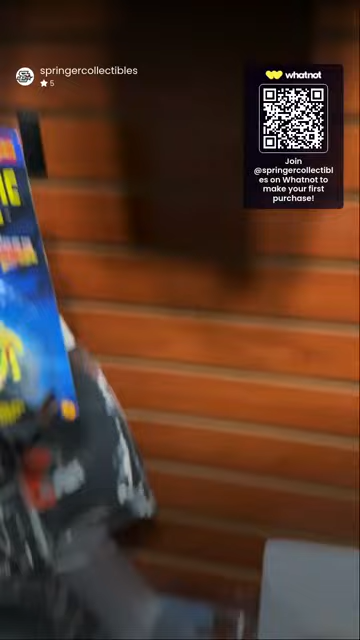 springercollectibles
★ 5
whatnot
Join
@springercollectibl
es on Whatnot to
make your first
purchase!